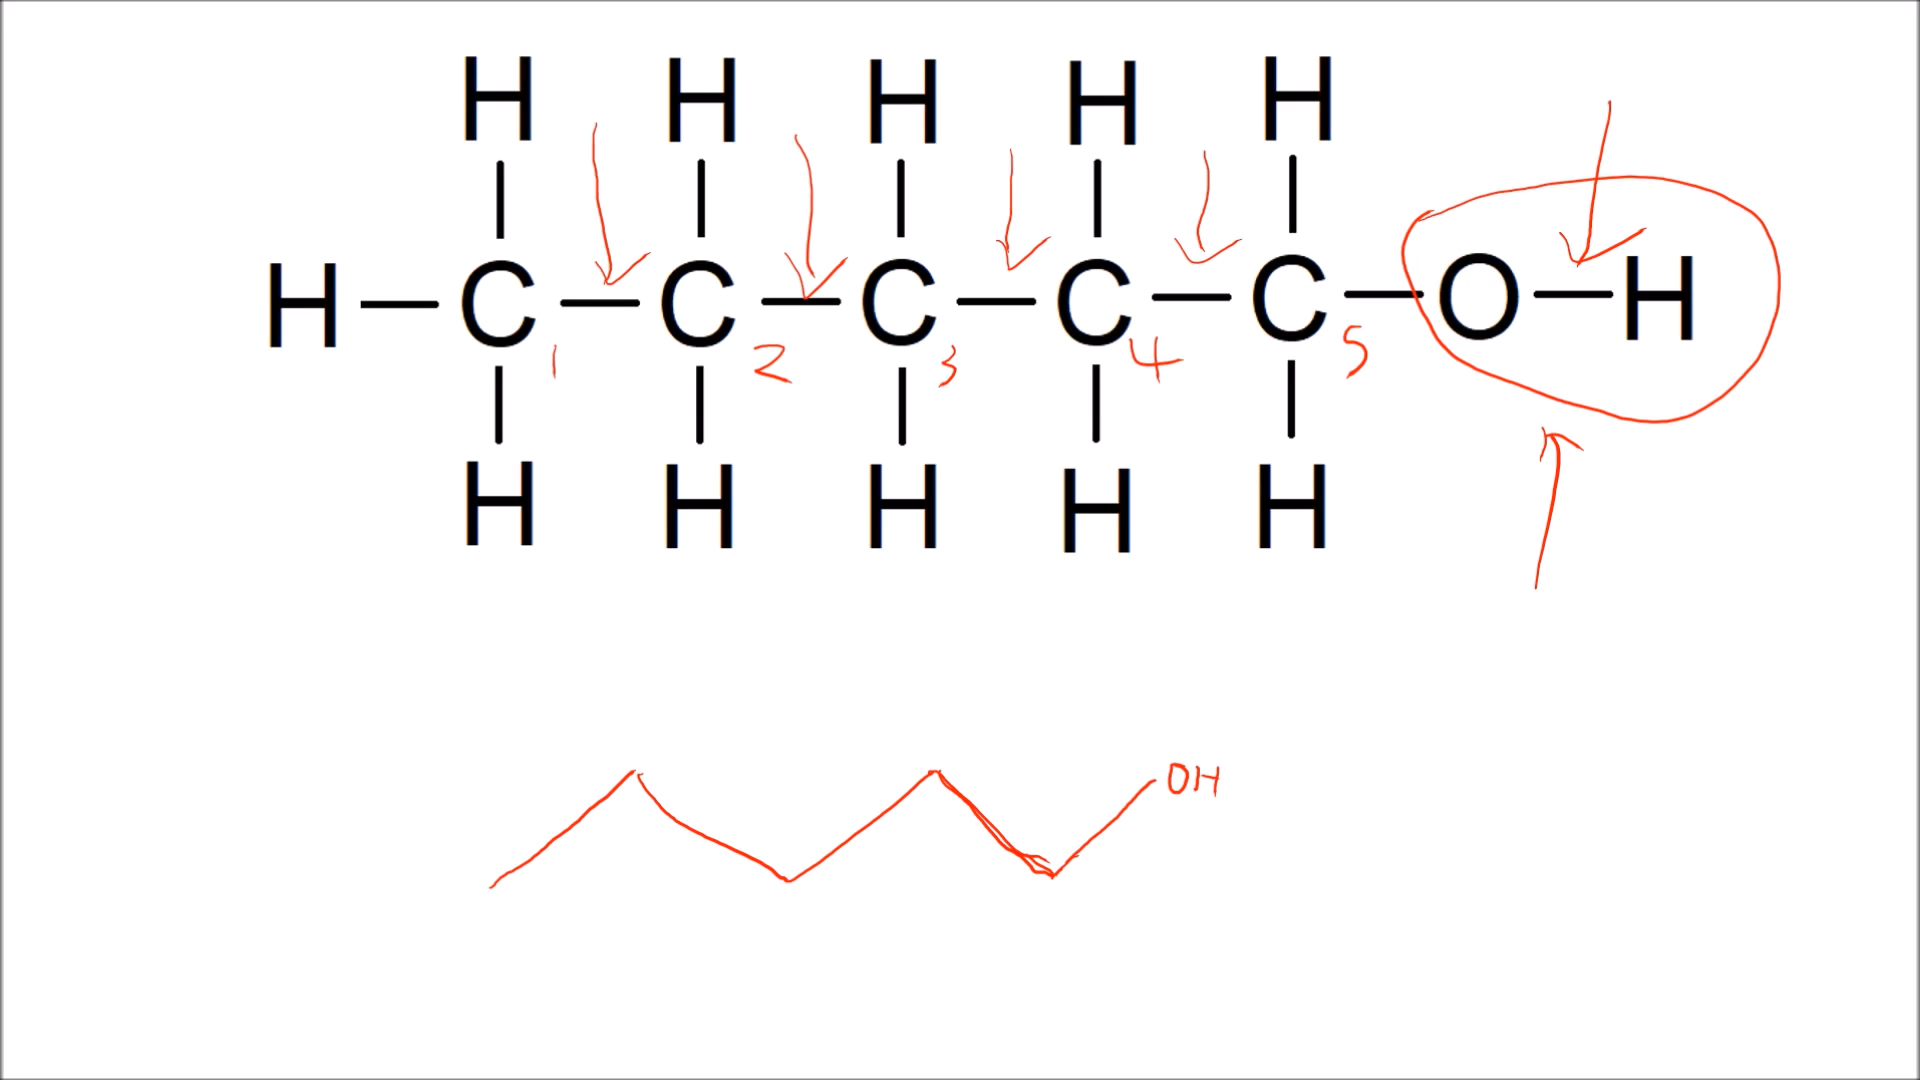 H H H H H
H—C—C—C—C—C—O—H
1 2 3 4 5
H H H H H
OH